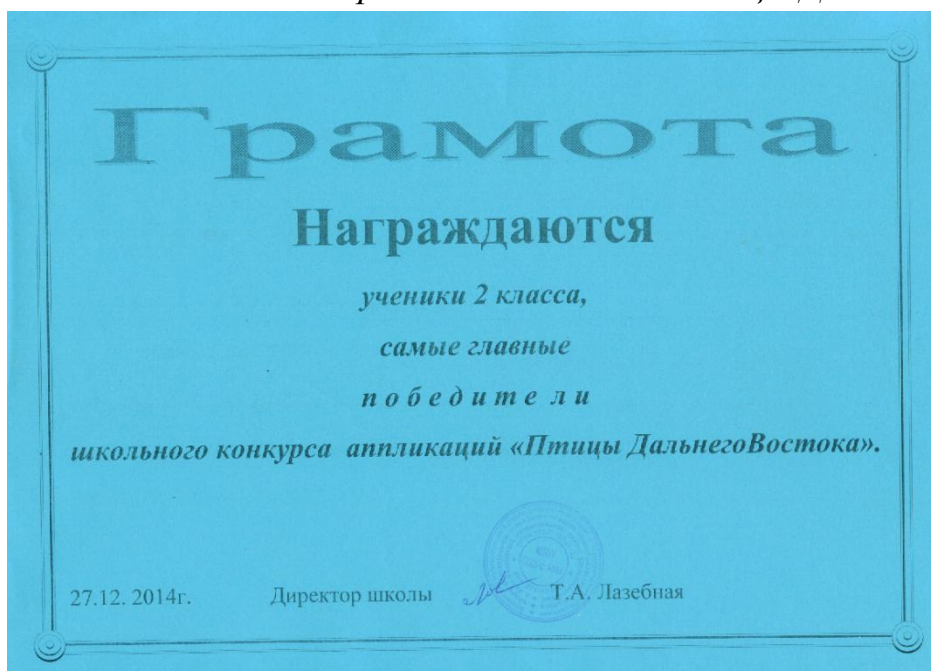 Грамота
Награждаются
ученики 2 класса,
самые главные
п о б е д и т е л и
школьного конкурса аппликаций «Птицы ДальнегоВостока».
27.12. 2014г. Директор школы Т.А. Лазебная